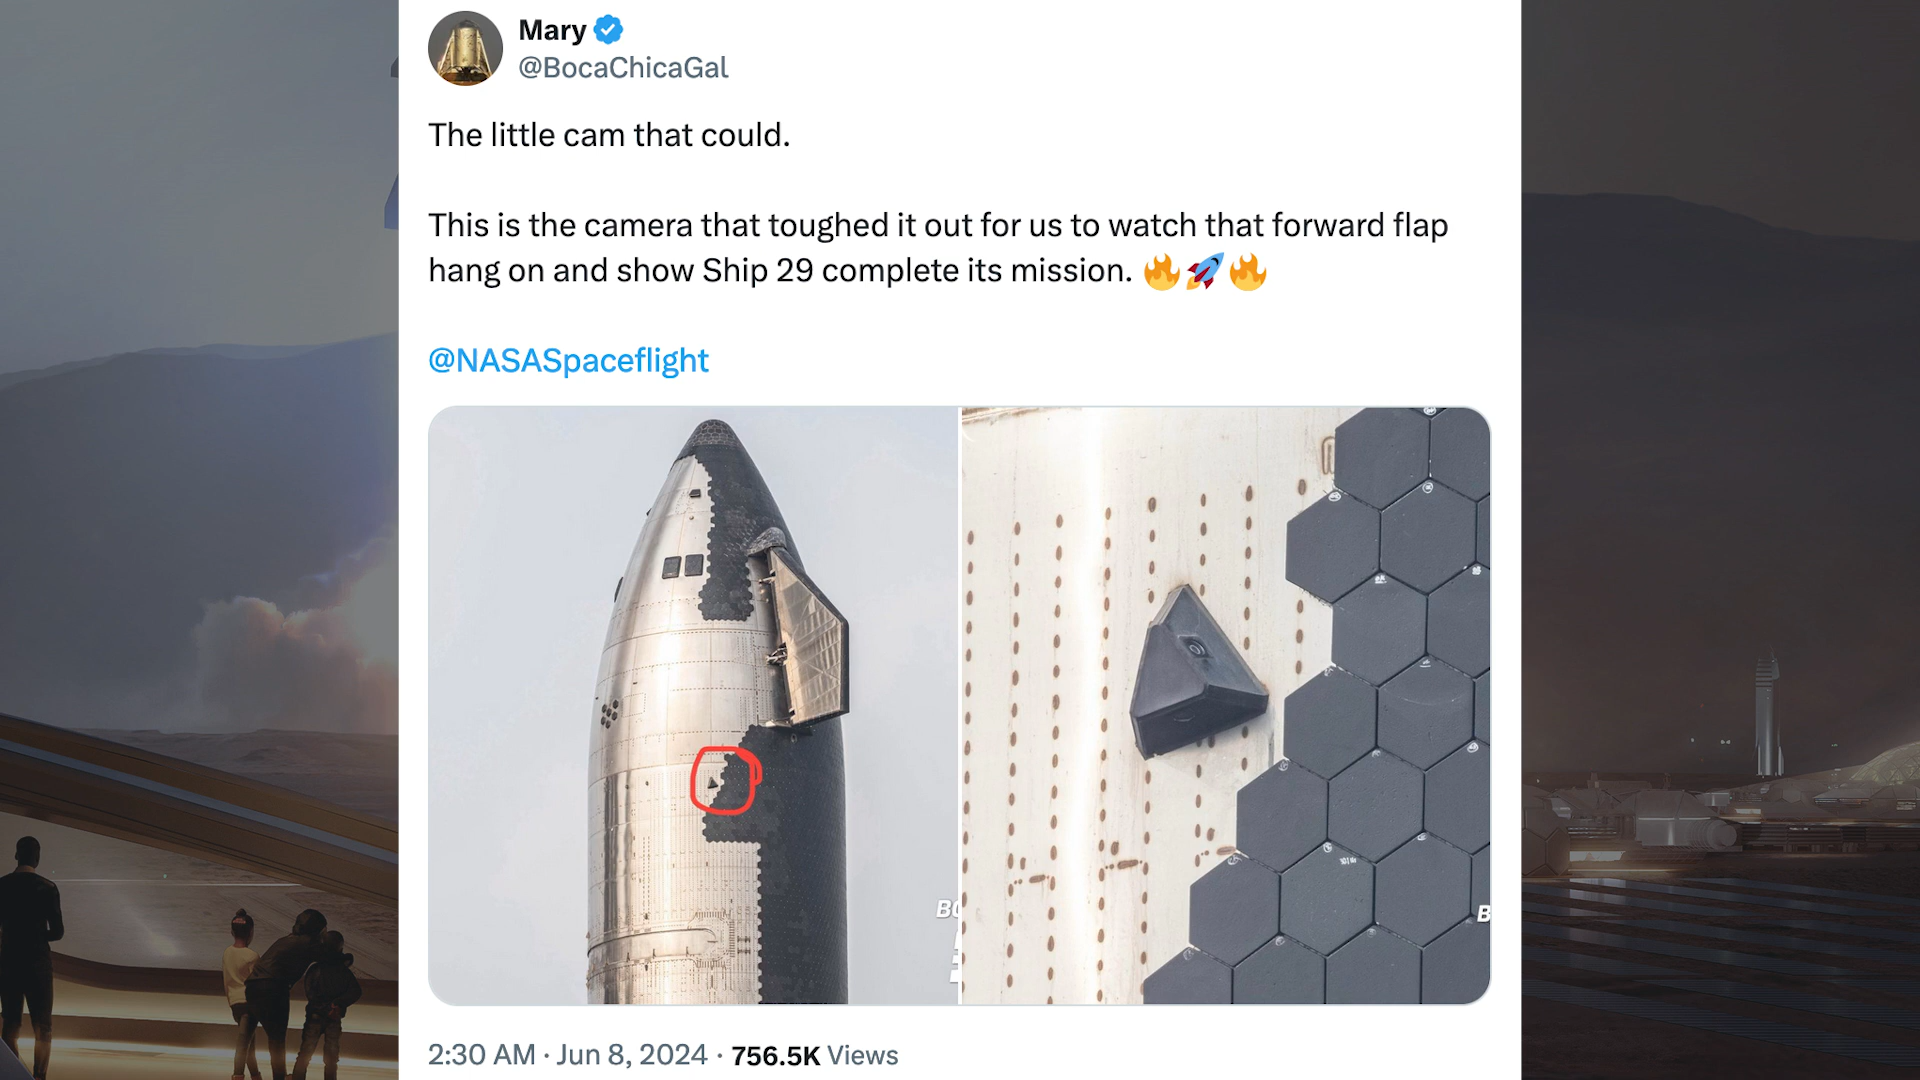 Mary
@BocaChicaGal
The little cam that could.
This is the camera that toughed it out for us to watch that forward flap
hang on and show Ship 29 complete its mission. 🔥🚀🔥
@NASASpaceflight
BO
B
2:30 AM · Jun 8, 2024 · 756.5K Views